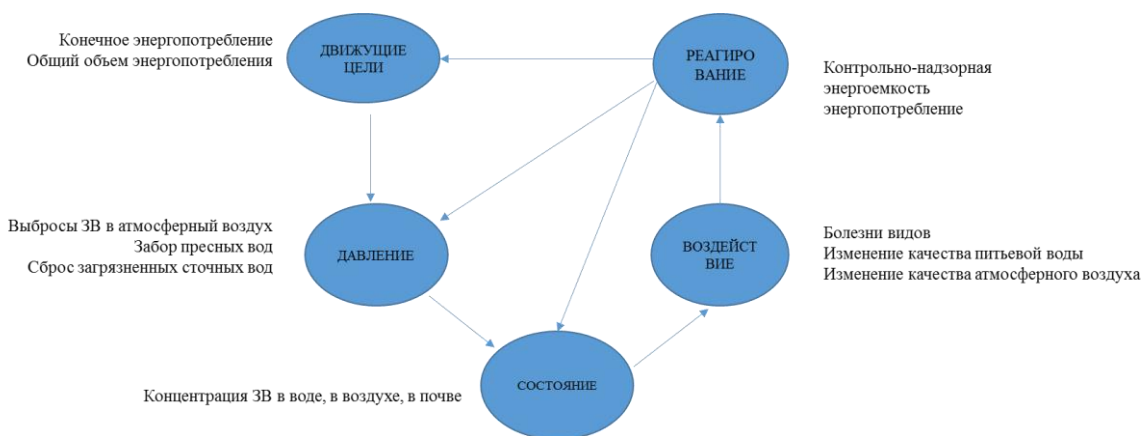 Конечное энергопотребление
Общий объем энергопотребления
ДВИЖУЩИЕ
ЦЕЛИ
РЕАГИРО
ВАНИЕ
Контрольно-надзорная
энергоемкость
энергопотребление
Выбросы ЗВ в атмосферный воздух
Забор пресных вод
Сброс загрязненных сточных вод
ДАВЛЕНИЕ
ВОЗДЕЙСТ
ВИЕ
Болезни видов
Изменение качества питьевой воды
Изменение качества атмосферного воздуха
Концентрация ЗВ в воде, в воздухе, в почве
СОСТОЯНИЕ